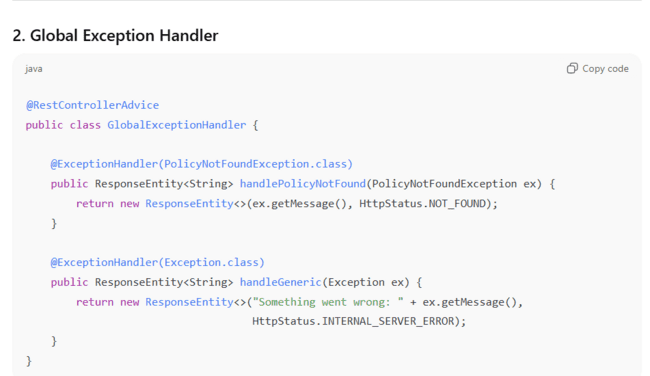 2. Global Exception Handler
java
Copy code
@RestControllerAdvice
public class GlobalExceptionHandler {
@ExceptionHandler(PolicyNotFoundException.class)
public ResponseEntity<String> handlePolicyNotFound(PolicyNotFoundException ex) {
return new ResponseEntity<>(ex.getMessage(), HttpStatus.NOT_FOUND);
}
@ExceptionHandler(Exception.class)
public ResponseEntity<String> handleGeneric(Exception ex) {
return new ResponseEntity<>("Something went wrong: " + ex.getMessage(),
HttpStatus.INTERNAL_SERVER_ERROR);
}
}